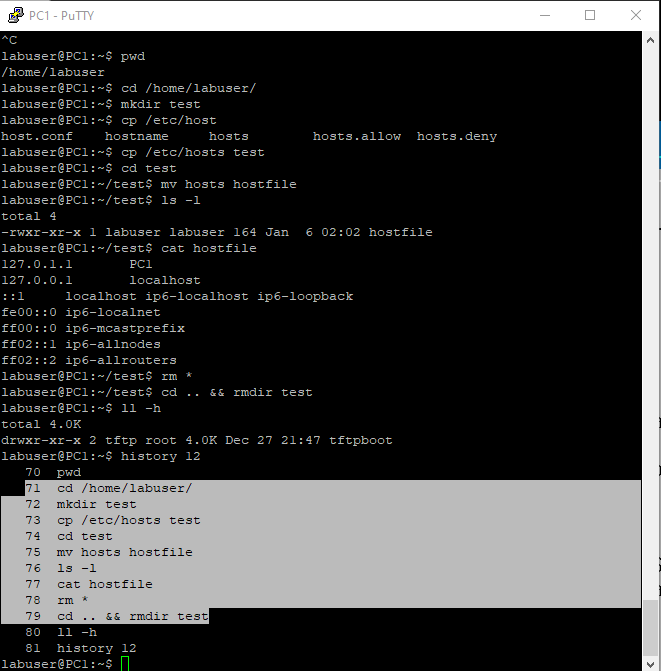 PC1 - PuTTY
^C
labuser@PC1:~$ pwd
/home/labuser
labuser@PC1:~$ cd /home/labuser/
labuser@PC1:~$ mkdir test
labuser@PC1:~$ cp /etc/host
host.conf    hostname     hosts        hosts.allow  hosts.deny
labuser@PC1:~$ cp /etc/hosts test
labuser@PC1:~$ cd test
labuser@PC1:~/test$ mv hosts hostfile
labuser@PC1:~/test$ ls -l
total 4
-rwxr-xr-x 1 labuser labuser 164 Jan  6 02:02 hostfile
labuser@PC1:~/test$ cat hostfile
127.0.1.1       PC1
127.0.0.1       localhost
::1     localhost ip6-localhost ip6-loopback
fe00::0 ip6-localnet
ff00::0 ip6-mcastprefix
ff02::1 ip6-allnodes
ff02::2 ip6-allrouters
labuser@PC1:~/test$ rm *
labuser@PC1:~/test$ cd .. && rmdir test
labuser@PC1:~$ ll -h
total 4.0K
drwxr-xr-x 2 tftp root 4.0K Dec 27 21:47 tftpboot
labuser@PC1:~$ history 12
   70  pwd
   71  cd /home/labuser/
   72  mkdir test
   73  cp /etc/hosts test
   74  cd test
   75  mv hosts hostfile
   76  ls -l
   77  cat hostfile
   78  rm *
   79  cd .. && rmdir test
   80  ll -h
   81  history 12
labuser@PC1:~$